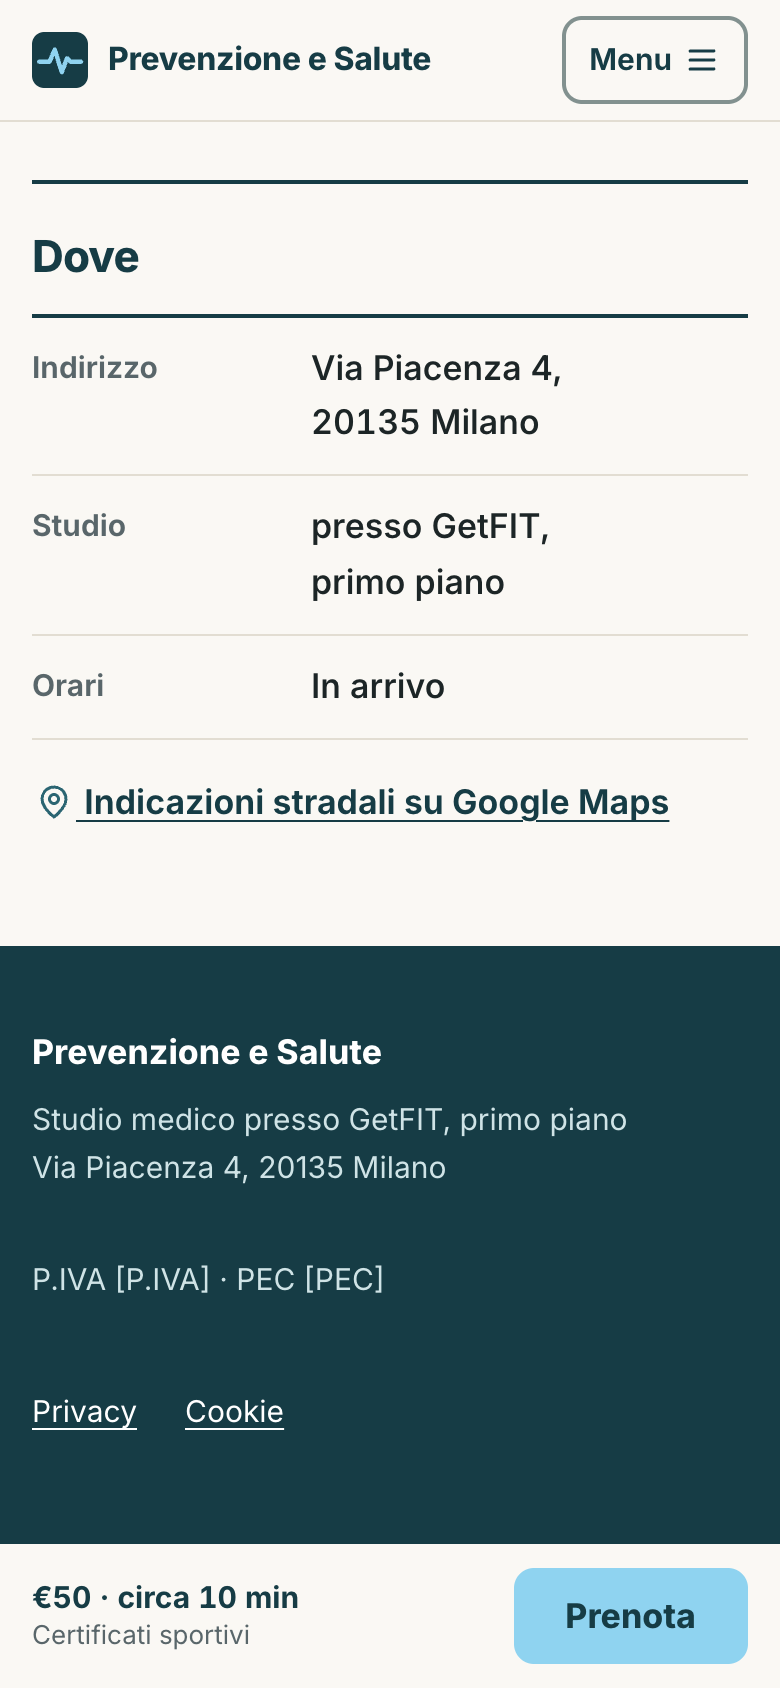 Prevenzione e Salute
Menu
Dove
Indirizzo
Via Piacenza 4,
20135 Milano
Studio
presso GetFIT,
primo piano
Orari
In arrivo
Indicazioni stradali su Google Maps
Prevenzione e Salute
Studio medico presso GetFIT, primo piano
Via Piacenza 4, 20135 Milano
P.IVA [P.IVA] · PEC [PEC]
Privacy
Cookie
€50 · circa 10 min
Certificati sportivi
Prenota